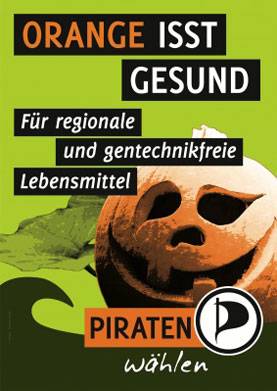 ORANGE ISST
GESUND
Für regionale
und gentechnikfreie
Lebensmittel
PIRATEN
wählen